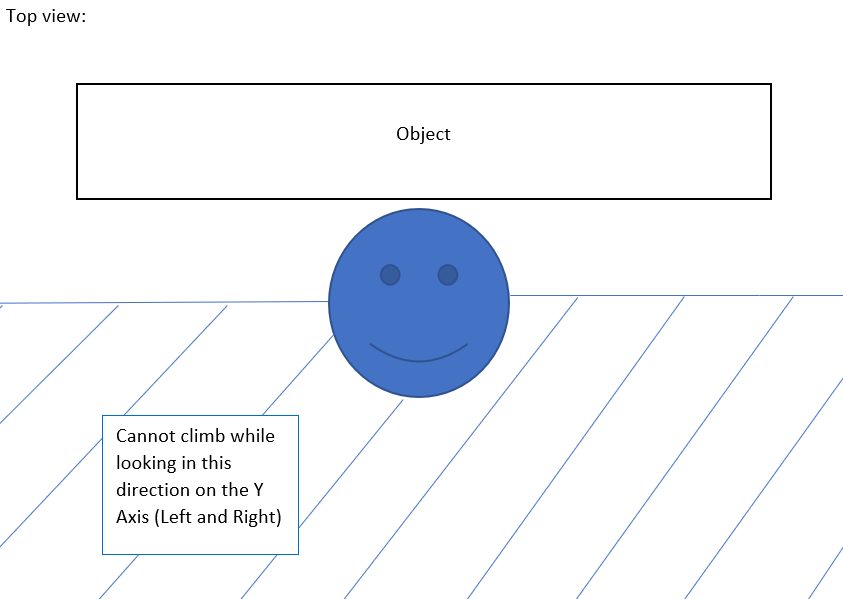 Top view:
Object
Cannot climb while
looking in this
direction on the Y
Axis (Left and Right)